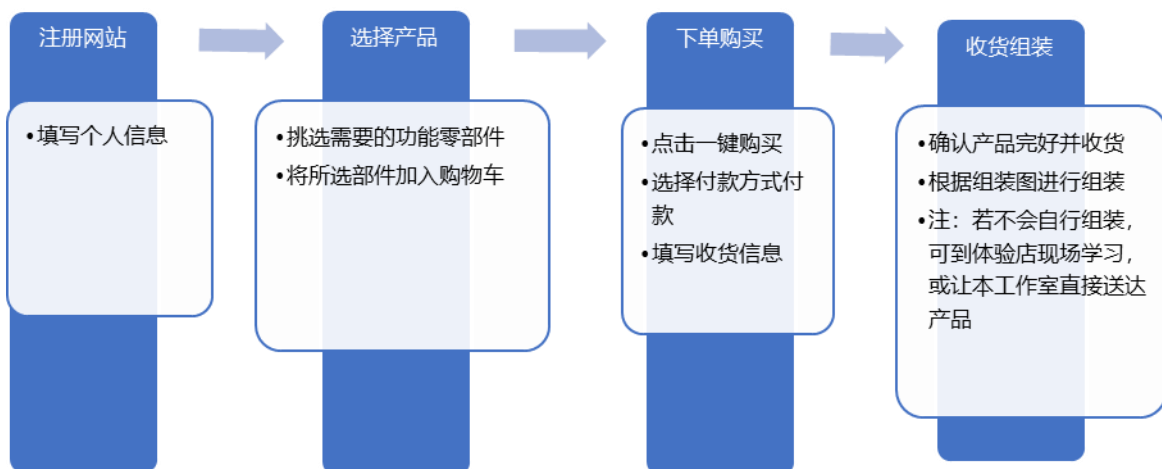 注册网站
•填写个人信息
选择产品
•挑选需要的功能零部件
•将所选部件加入购物车
下单购买
•点击一键购买
•选择付款方式付
款
•填写收货信息
收货组装
•确认产品完好并收货
•根据组装图进行组装
•注：若不会自行组装，
可到体验店现场学习，
或让本工作室直接送达
产品